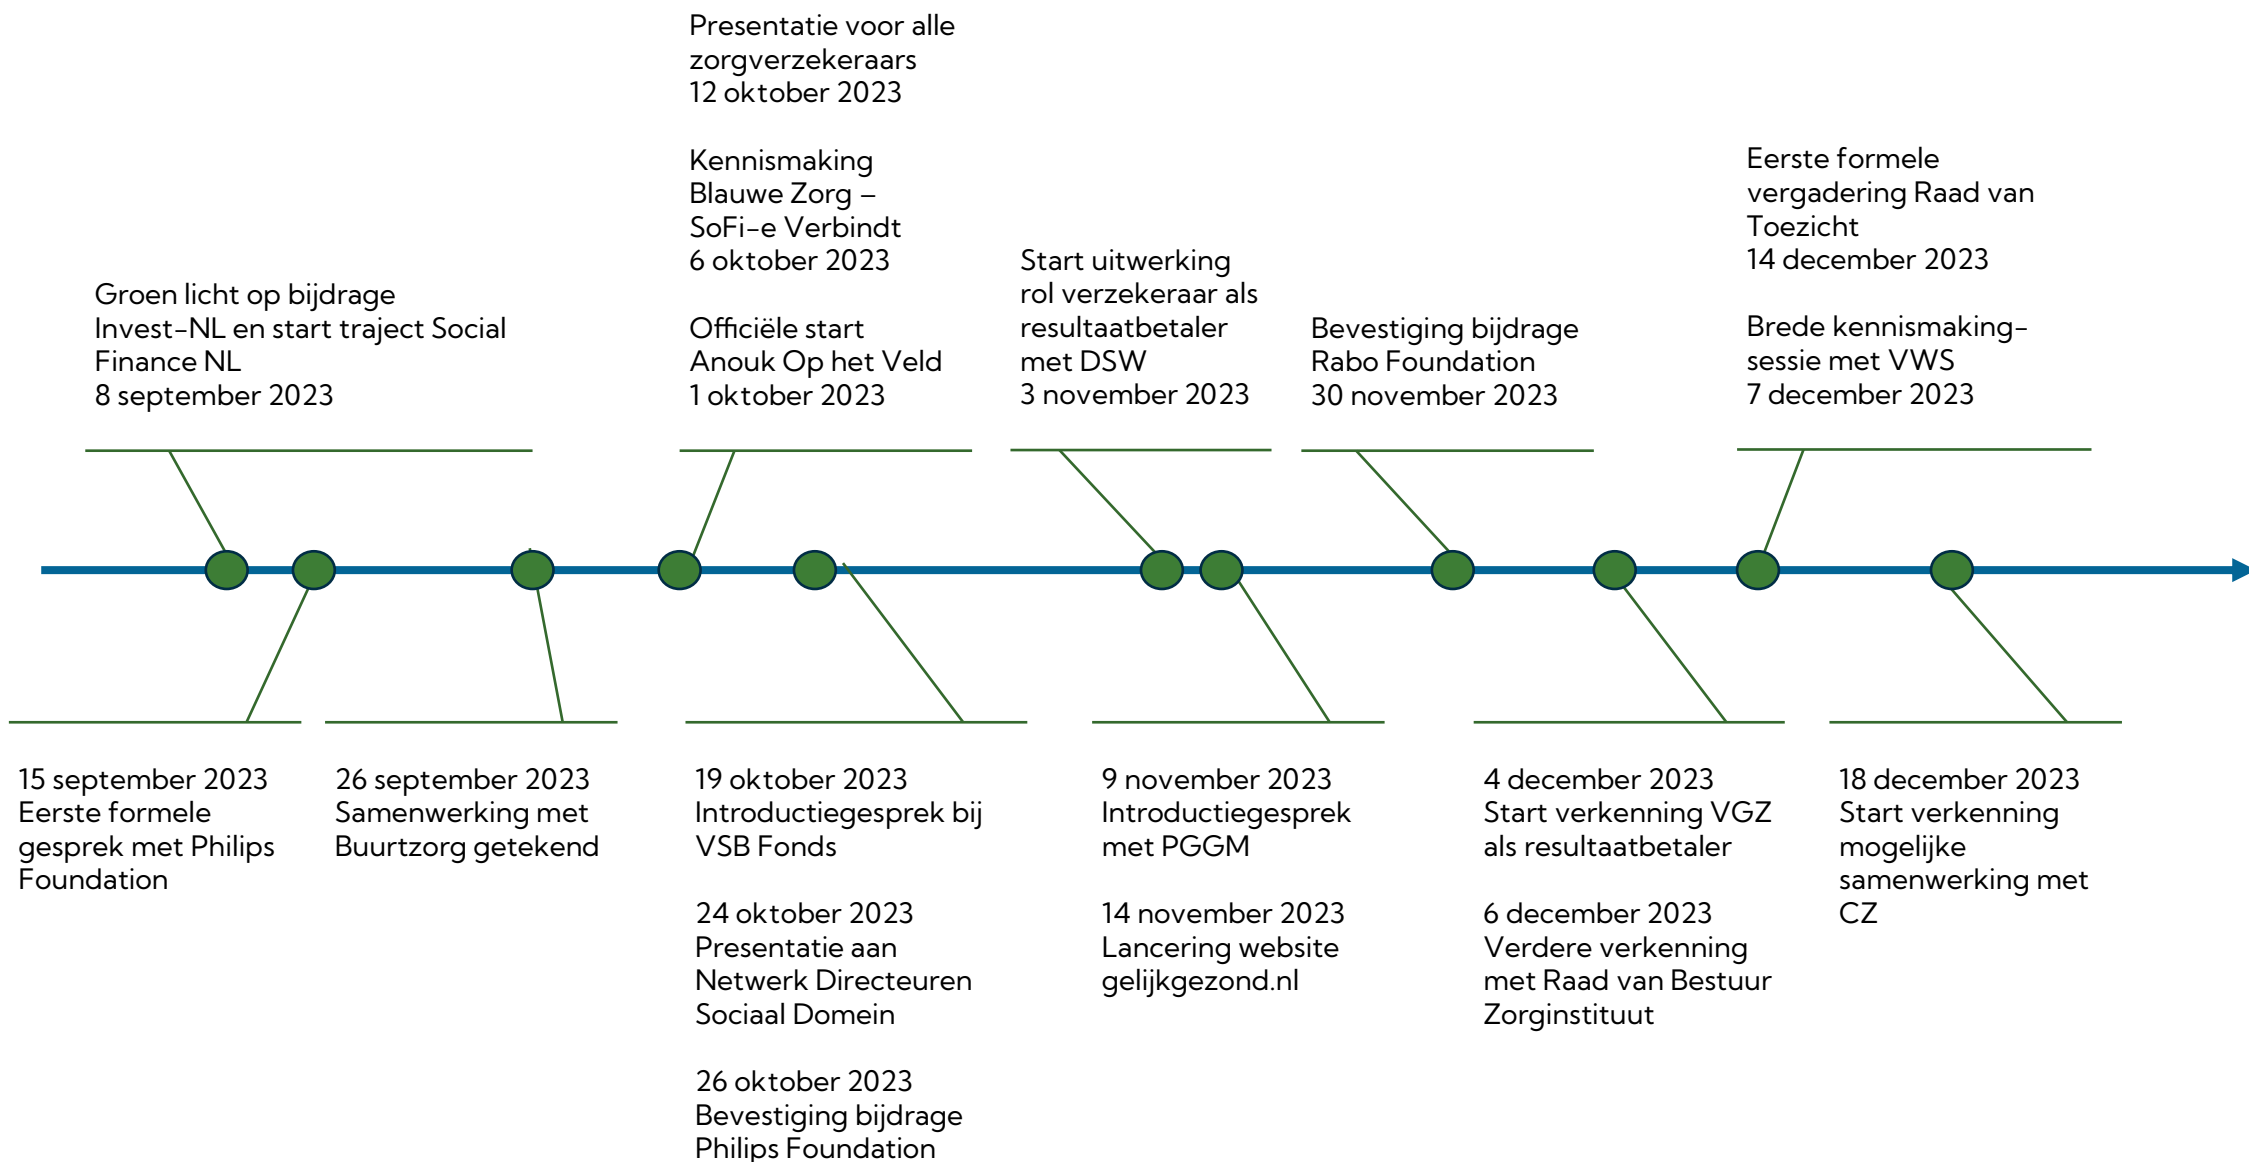 Presentatie voor alle
zorgverzekeraars
12 oktober 2023
Kennismaking
Blauwe Zorg –
SoFi-e Verbindt
6 oktober 2023
Officiële start
Anouk Op het Veld
1 oktober 2023
Groen licht op bijdrage
Invest-NL en start traject Social
Finance NL
8 september 2023
Start uitwerking
rol verzekeraar als
resultaatbetaler
met DSW
3 november 2023
Bevestiging bijdrage
Rabo Foundation
30 november 2023
Eerste formele
vergadering Raad van
Toezicht
14 december 2023
Brede kennismaking-
sessie met VWS
7 december 2023
15 september 2023
Eerste formele
gesprek met Philips
Foundation
26 september 2023
Samenwerking met
Buurtzorg getekend
19 oktober 2023
Introductiegesprek bij
VSB Fonds
24 oktober 2023
Presentatie aan
Netwerk Directeuren
Sociaal Domein
26 oktober 2023
Bevestiging bijdrage
Philips Foundation
9 november 2023
Introductiegesprek
met PGGM
14 november 2023
Lancering website
gelijkgezond.nl
4 december 2023
Start verkenning VGZ
als resultaatbetaler
6 december 2023
Verdere verkenning
met Raad van Bestuur
Zorginstituut
18 december 2023
Start verkenning
mogelijke
samenwerking met
CZ